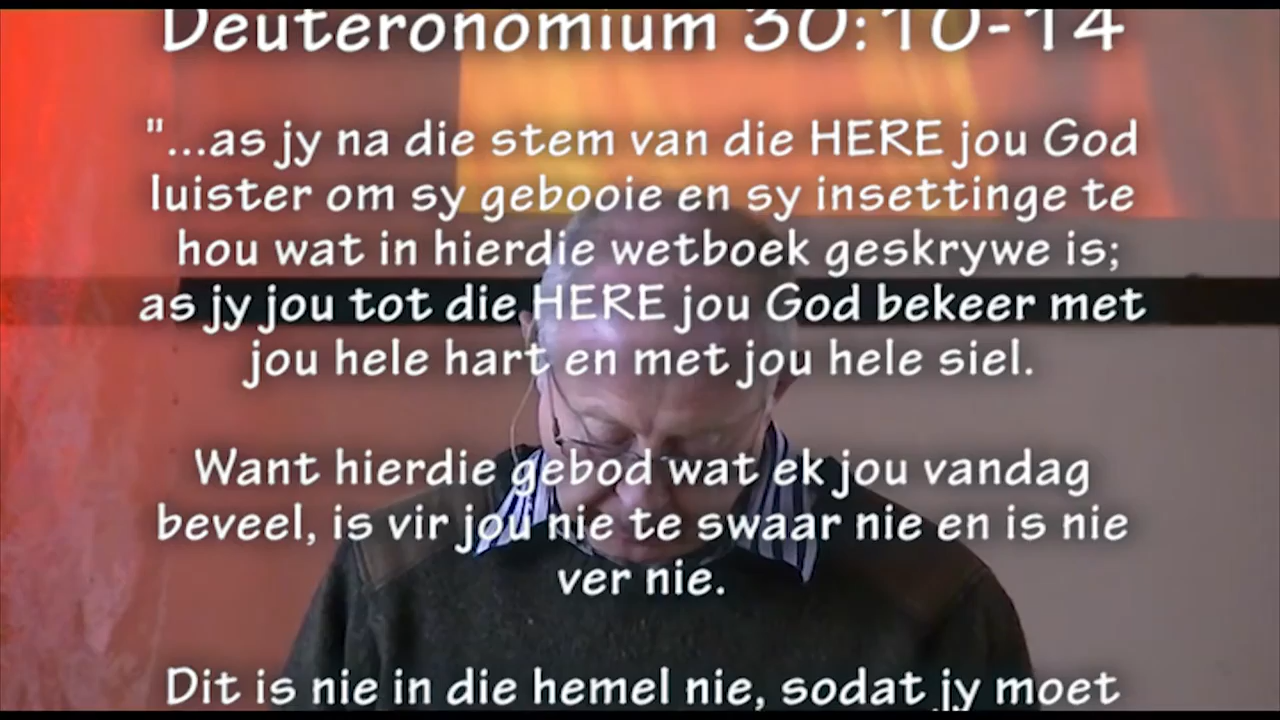 Deuteronomium 30:10-14
"...as jy na die stem van die HERE jou God
luister om sy gebooie en sy insettinge te
hou wat in hierdie wetboek geskrywe is;
as jy jou tot die HERE jou God bekeer met
jou hele hart en met jou hele siel.
Want hierdie gebod wat ek jou vandag
beveel, is vir jou nie te swaar nie en is nie
ver nie.
Dit is nie in die hemel nie, sodat jy moet